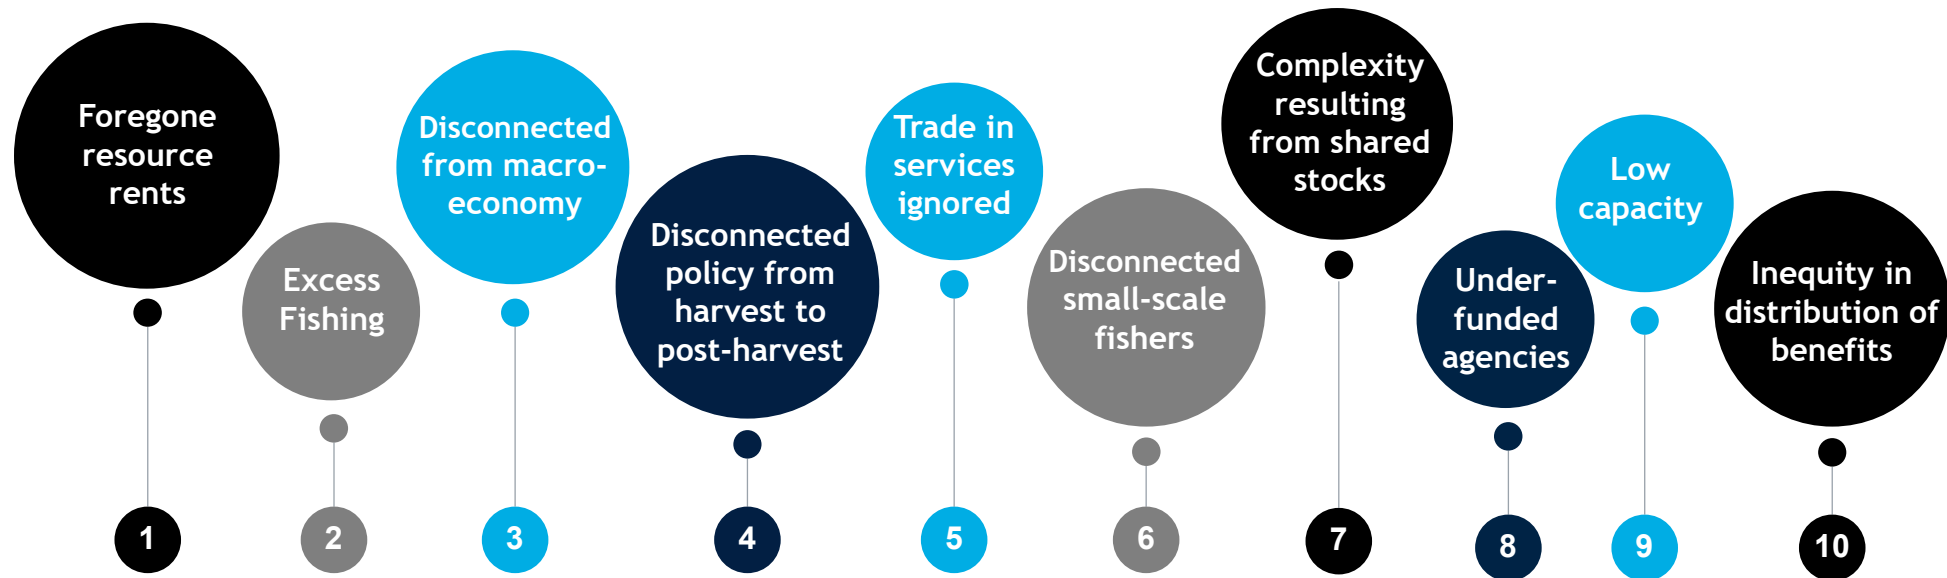 Foregone
resource
rents
1
Excess
Fishing
2
Disconnected
from macro-
economy
3
Disconnected
policy from
harvest to
post-harvest
4
Trade in
services
ignored
5
Disconnected
small-scale
fishers
6
Complexity
resulting
from shared
stocks
7
Under-
funded
agencies
8
Low
capacity
9
Inequity in
distribution of
benefits
10